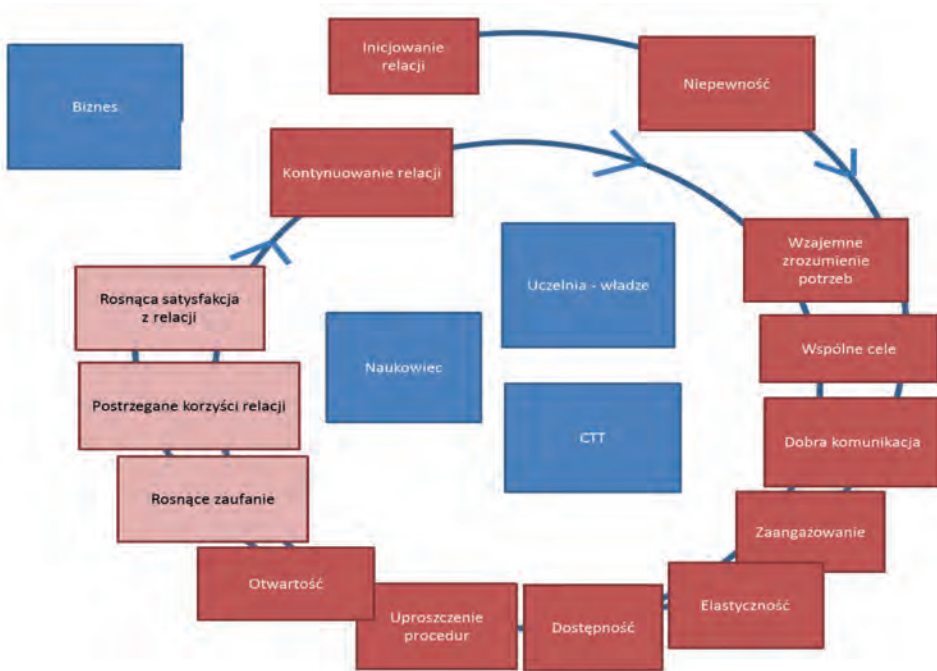 Inicjowanie
relacji
Niepewność
Biznes
Kontynuowanie relacji
Wzajemne
zrozumienie
potrzeb
Uczelnia - władze
Rosnąca satysfakcja
z relacji
Wspólne cele
Naukowiec
Postrzegane korzyści relacji
CTT
Dobra komunikacja
Rosnące zaufanie
Zaangażowanie
Otwartość
Elastyczność
Uproszczenie
procedur
Dostępność